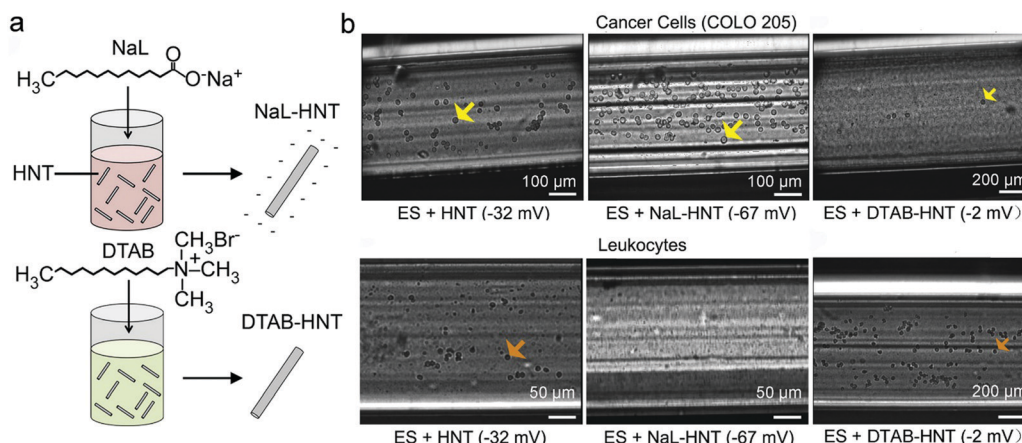 a
NaL
H₃C
O
O⁻Na⁺
NaL-HNT
HNT
DTAB
CH₃Br⁻
H₃C
N⁺
CH₃
CH₃
DTAB-HNT
b
Cancer Cells (COLO 205)
100 µm
100 µm
200 µm
ES + HNT (-32 mV)
ES + NaL-HNT (-67 mV)
ES + DTAB-HNT (-2 mV)
Leukocytes
50 µm
50 µm
200 µm
ES + HNT (-32 mV)
ES + NaL-HNT (-67 mV)
ES + DTAB-HNT (-2 mV)